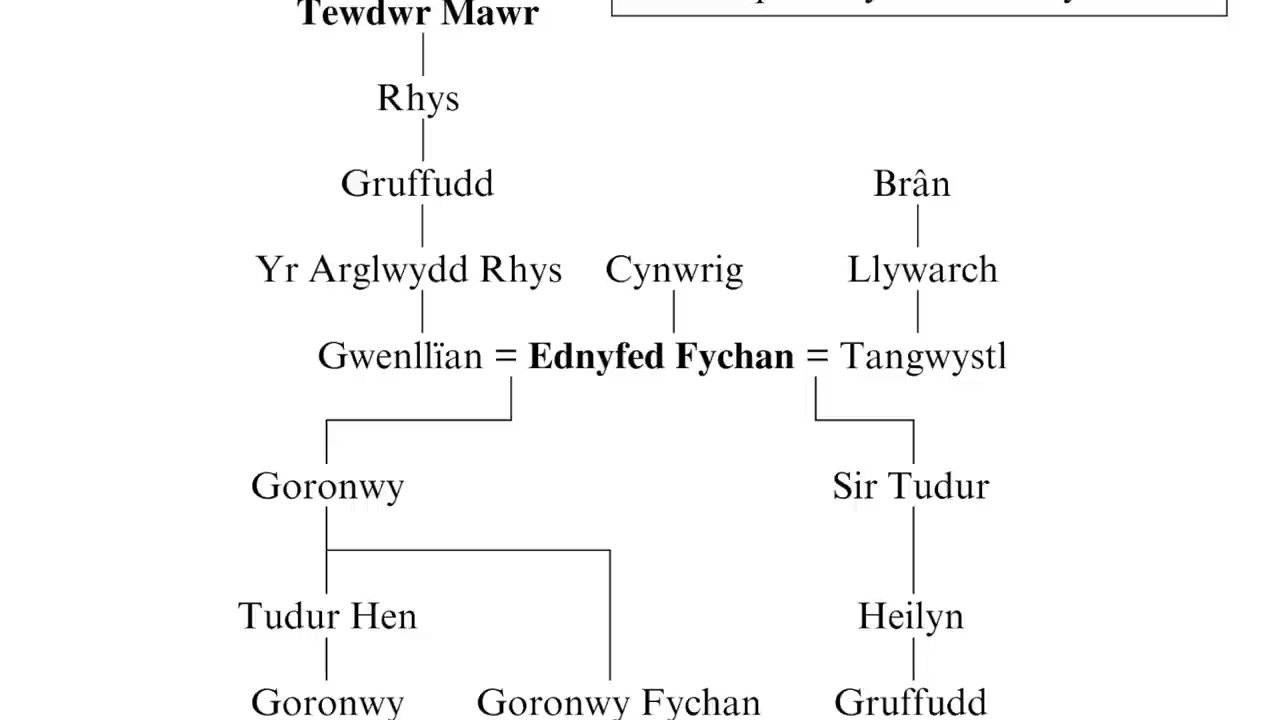 Tewdwr Mawr
Rhys
Gruffudd Brân
Yr Arglwydd Rhys Cynwrig Llywarch
Gwenllïan = Ednyfed Fychan = Tangwystl
Goronwy Sir Tudur
Tudur Hen Heilyn
Goronwy Goronwy Fychan Gruffudd